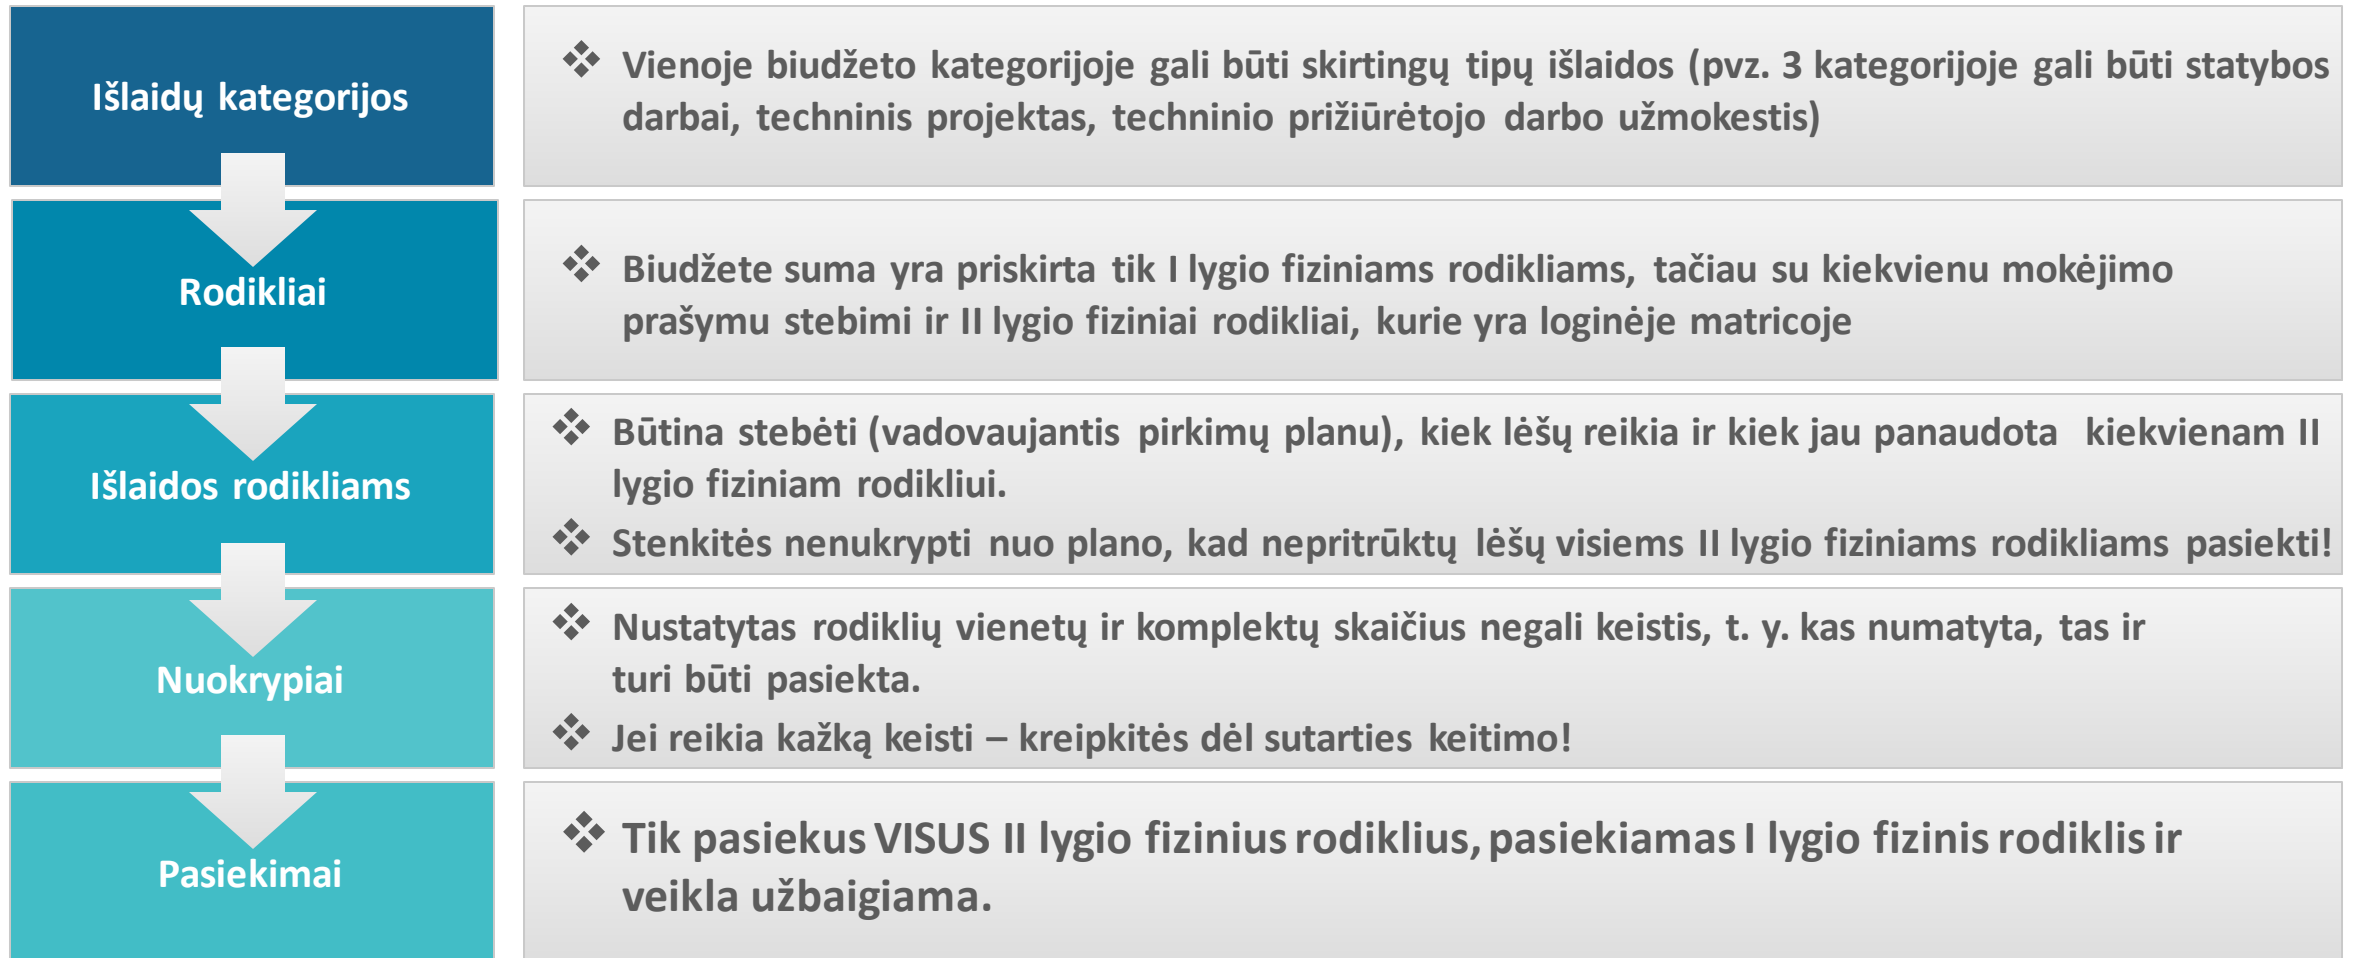 Išlaidų kategorijos
❖ Vienoje biudžeto kategorijoje gali būti skirtingų tipų išlaidos (pvz. 3 kategorijoje gali būti statybos
darbai, techninis projektas, techninio prižiūrėtojo darbo užmokestis)
Rodikliai
❖ Biudžete suma yra priskirta tik I lygio fiziniams rodikliams, tačiau su kiekvienu mokėjimo
prašymu stebimi ir II lygio fiziniai rodikliai, kurie yra loginėje matricoje
Išlaidos rodikliams
❖ Būtina stebėti (vadovaujantis pirkimų planu), kiek lėšų reikia ir kiek jau panaudota kiekvienam II
lygio fiziniam rodikliui.
❖ Stenkitės nenukrypti nuo plano, kad nepritrūktų lėšų visiems II lygio fiziniams rodikliams pasiekti!
Nuokrypiai
❖ Nustatytas rodiklių vienetų ir komplektų skaičius negali keistis, t. y. kas numatyta, tas ir
turi būti pasiekta.
❖ Jei reikia kažką keisti – kreipkitės dėl sutarties keitimo!
Pasiekimai
❖ Tik pasiekus VISUS II lygio fizinius rodiklius, pasiekiamas I lygio fizinis rodiklis ir
veikla užbaigiama.